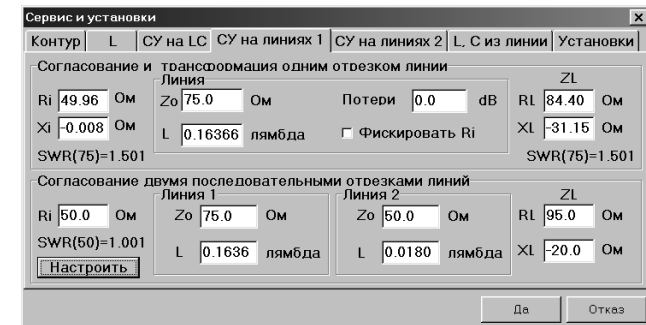 Сервис и установки
Контур L СУ на LC СУ на линиях 1 СУ на линиях 2 L, C из линии Установки
Согласование и трансформация одним отрезком линии
Линия ZL
Ri 49.96 Ом Zo 75.0 Ом Потери 0.0 dB RL 84.40 Ом
Xi -0.008 Ом L 0.16366 лямбда Фискировать Ri XL -31.15 Ом
SWR(75)=1.501 SWR(75)=1.501
Согласование двумя последовательными отрезками линий
Линия 1 Линия 2 ZL
Ri 50.0 Ом Zo 75.0 Ом Zo 50.0 Ом RL 95.0 Ом
SWR(50)=1.001 L 0.1636 лямбда L 0.0180 лямбда XL -20.0 Ом
Настроить
Да Отказ